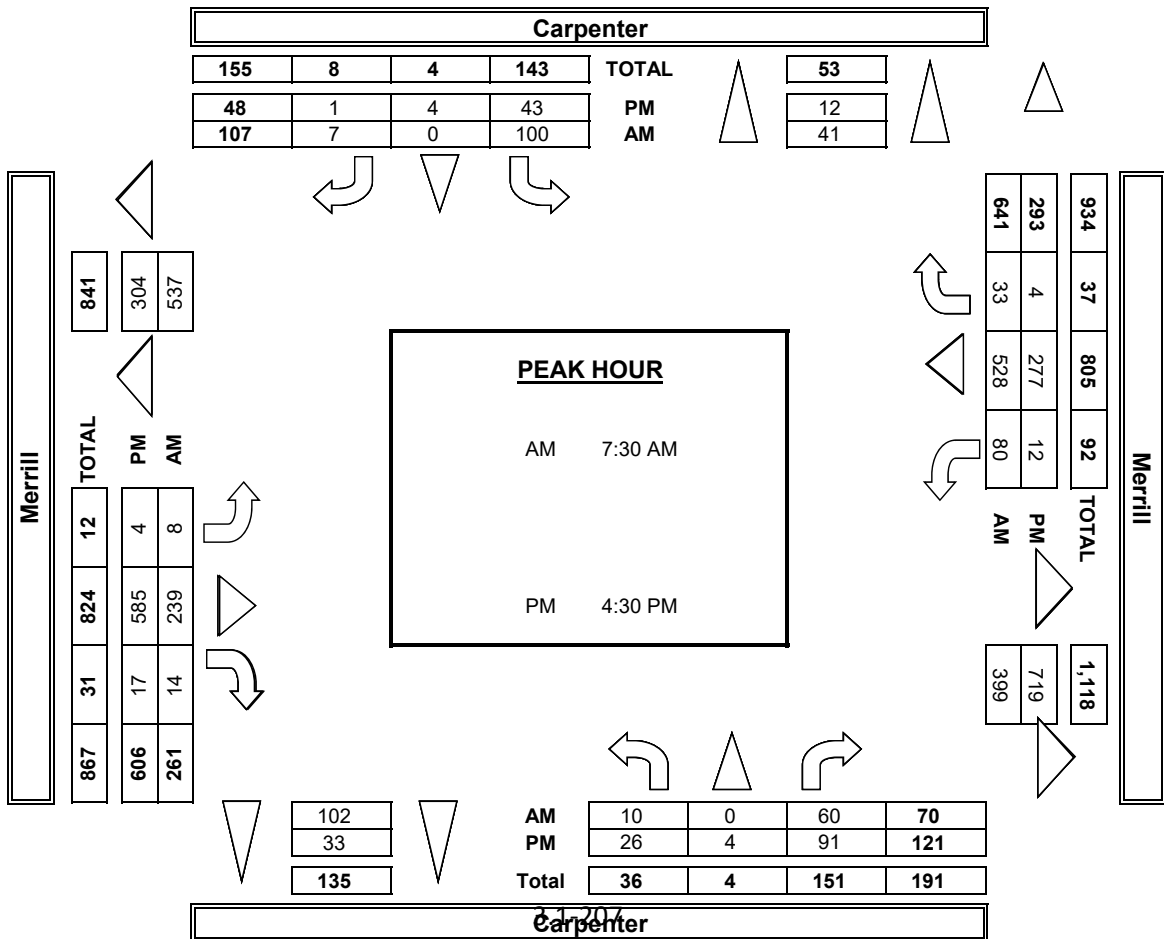 Carpenter
155 8 4 143 TOTAL 53
48 1 4 43 PM 12
107 7 0 100 AM 41
Merrill
841
304
537
TOTAL
PM
AM
12 824 31 867
4 585 17 606
8 239 14 261
PEAK HOUR
AM 7:30 AM
PM 4:30 PM
934 37 805 92 TOTAL 1,118
293 4 277 12 PM 719
641 33 528 80 AM 399
Merrill
102 AM 10 0 60 70
33 PM 26 4 91 121
135 Total 36 4 151 191
3.1-207
Carpenter